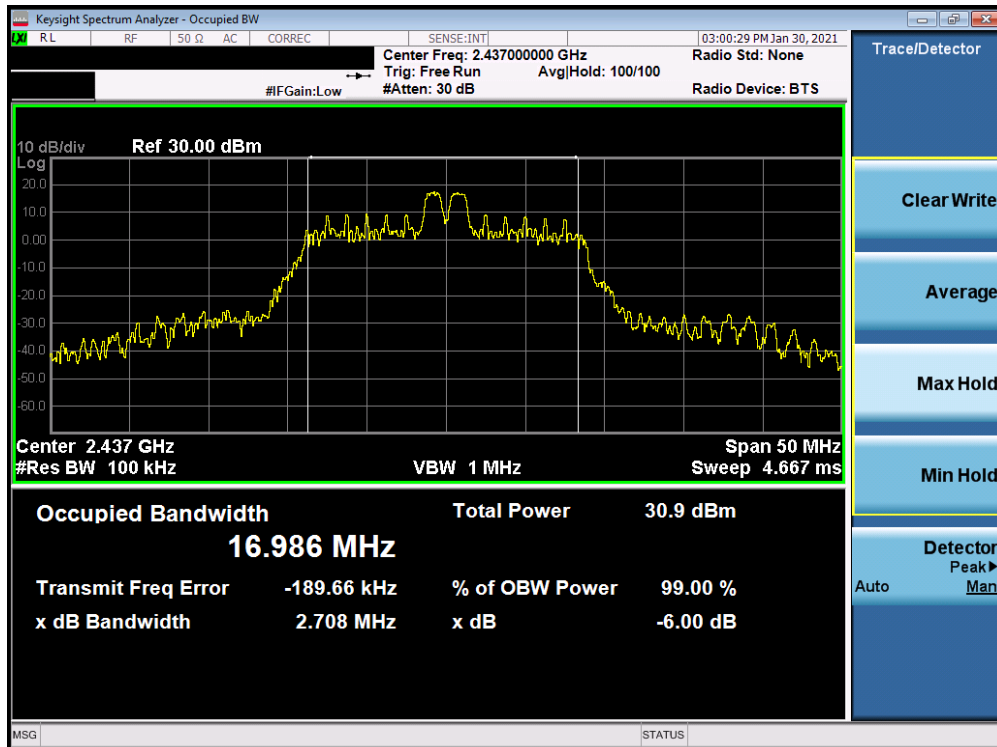 Keysight Spectrum Analyzer - Occupied BW
LXI RL RF 50 Ω AC CORREC SENSE:INT 03:00:29 PM Jan 30, 2021
Center Freq: 2.437000000 GHz Radio Std: None
Trig: Free Run Avg|Hold: 100/100
#IFGain:Low #Atten: 30 dB Radio Device: BTS
Trace/Detector
10 dB/div Ref 30.00 dBm
Log
20.0
10.0
0.00
-10.0
-20.0
-30.0
-40.0
-50.0
-60.0
Center 2.437 GHz Span 50 MHz
#Res BW 100 kHz VBW 1 MHz Sweep 4.667 ms
Occupied Bandwidth Total Power 30.9 dBm
16.986 MHz
Transmit Freq Error -189.66 kHz % of OBW Power 99.00 %
x dB Bandwidth 2.708 MHz x dB -6.00 dB
Clear Write
Average
Max Hold
Min Hold
Detector
Peak▶
Auto Man
MSG STATUS